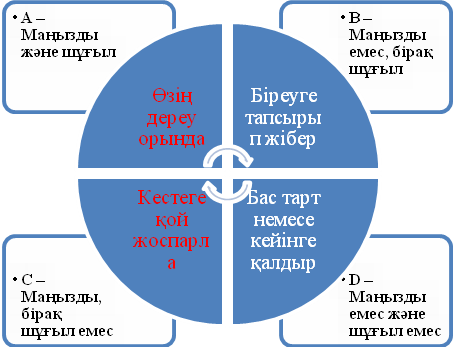 • A –
Маңызды
және шұғыл
• B –
Маңызды
емес, бірақ
шұғыл
Өзің
дереу
орында
Біреуге
тапсыры
п жібер
Кестеге
қой
жоспарл
а
Бас тарт
немесе
кейінге
қалдыр
• C –
Маңызды,
бірақ
шұғыл емес
• D –
Маңызды
емес және
шұғыл емес